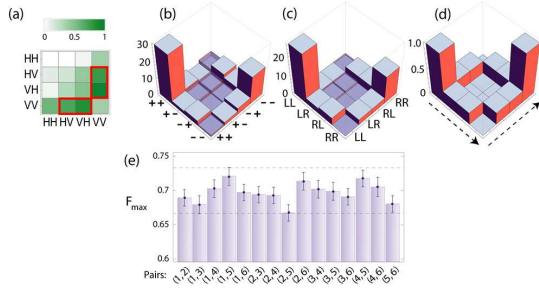 (a)
0 0.5 1
HH
HV
VH
VV
HH HV VH VV
(b)
30
20
10
0
++
+-
-+
--
++
+-
-+
--
(c)
30
20
10
0
LL
LR
RL
RR
LL
RR
(d)
1.0
0.5
0
(e)
0.75
0.7
0.65
0.6
Fmax
Pairs: (1, 2) (1, 3) (1, 4) (1, 5) (1, 6) (2, 3) (2, 4) (2, 5) (2, 6) (3, 4) (3, 5) (3, 6) (4, 5) (4, 6) (5, 6)